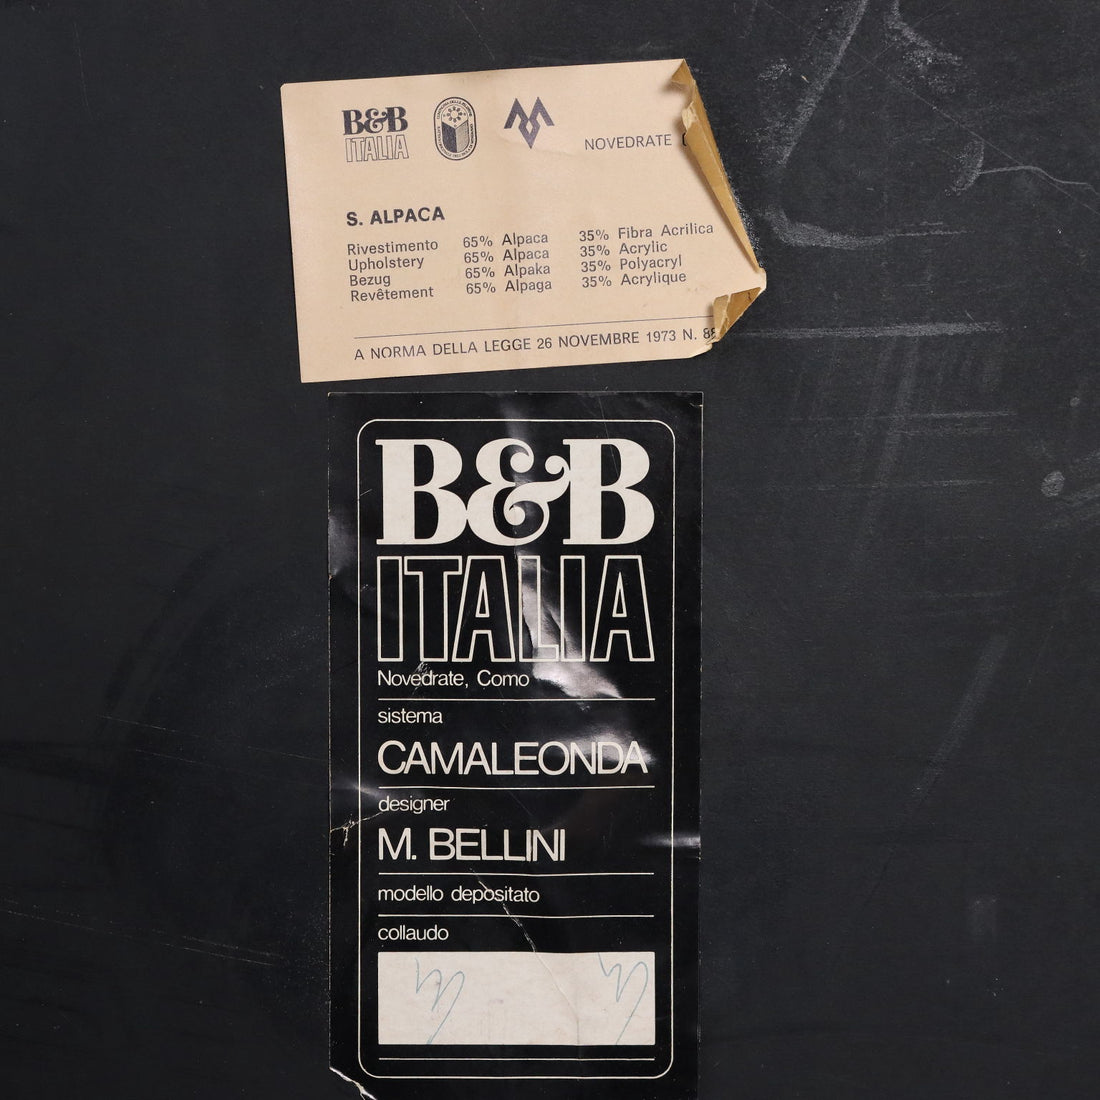 B&B
ITALIA
NOVEDRATE
S. ALPACA
Rivestimento 65% Alpaca 35% Fibra Acrilica
Upholstery 65% Alpaca 35% Acrylic
Bezug 65% Alpaka 35% Polyacryl
Revêtement 65% Alpaga 35% Acrylique
A NORMA DELLA LEGGE 26 NOVEMBRE 1973 N.
B&B
ITALIA
Novedrate, Como
sistema
CAMALEONDA
designer
M. BELLINI
modello depositato
collaudo